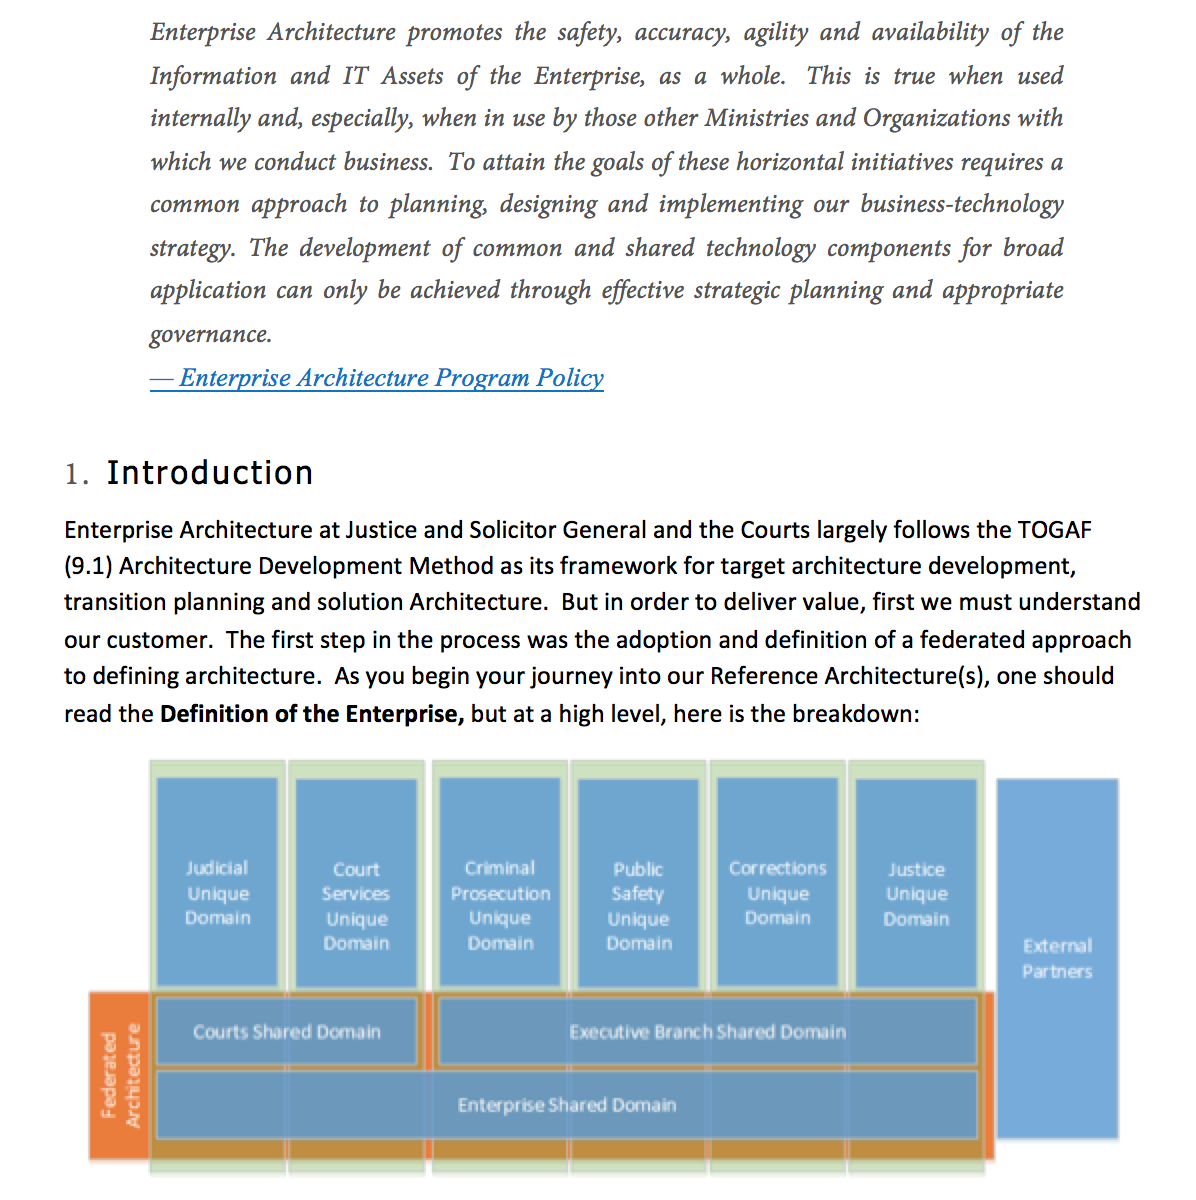 Enterprise Architecture promotes the safety, accuracy, agility and availability of the
Information and IT Assets of the Enterprise, as a whole. This is true when used
internally and, especially, when in use by those other Ministries and Organizations with
which we conduct business. To attain the goals of these horizontal initiatives requires a
common approach to planning, designing and implementing our business-technology
strategy. The development of common and shared technology components for broad
application can only be achieved through effective strategic planning and appropriate
governance.
— Enterprise Architecture Program Policy
1. Introduction
Enterprise Architecture at Justice and Solicitor General and the Courts largely follows the TOGAF
(9.1) Architecture Development Method as its framework for target architecture development,
transition planning and solution Architecture. But in order to deliver value, first we must understand
our customer. The first step in the process was the adoption and definition of a federated approach
to defining architecture. As you begin your journey into our Reference Architecture(s), one should
read the Definition of the Enterprise, but at a high level, here is the breakdown:
Judicial
Unique
Domain
Court
Services
Unique
Domain
Criminal
Prosecution
Unique
Domain
Public
Safety
Unique
Domain
Corrections
Unique
Domain
Justice
Unique
Domain
External
Partners
Federated
Architecture
Courts Shared Domain
Executive Branch Shared Domain
Enterprise Shared Domain